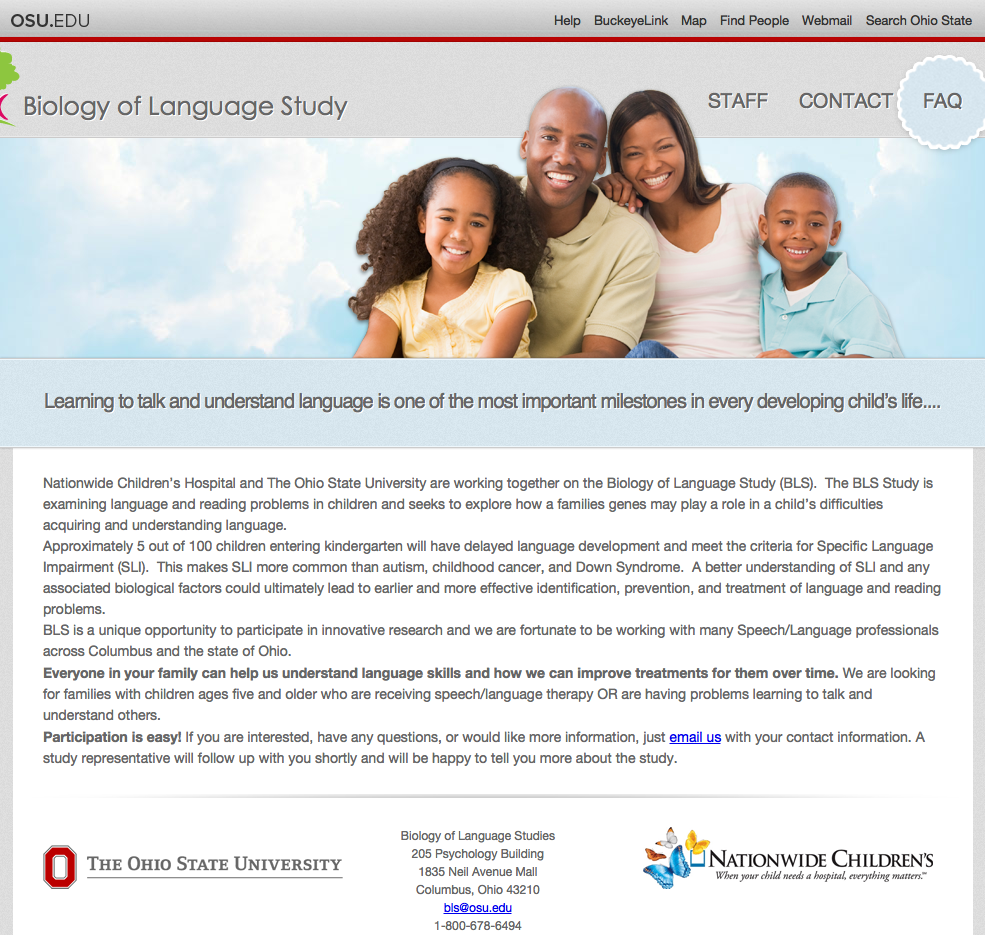 OSU.EDU
Help BuckeyeLink Map Find People Webmail Search Ohio State
Biology of Language Study
STAFF CONTACT FAQ
Learning to talk and understand language is one of the most important milestones in every developing child's life....
Nationwide Children's Hospital and The Ohio State University are working together on the Biology of Language Study (BLS). The BLS Study is
examining language and reading problems in children and seeks to explore how a families genes may play a role in a child's difficulties
acquiring and understanding language.
Approximately 5 out of 100 children entering kindergarten will have delayed language development and meet the criteria for Specific Language
Impairment (SLI). This makes SLI more common than autism, childhood cancer, and Down Syndrome. A better understanding of SLI and any
associated biological factors could ultimately lead to earlier and more effective identification, prevention, and treatment of language and reading
problems.
BLS is a unique opportunity to participate in innovative research and we are fortunate to be working with many Speech/Language professionals
across Columbus and the state of Ohio.
Everyone in your family can help us understand language skills and how we can improve treatments for them over time. We are looking
for families with children ages five and older who are receiving speech/language therapy OR are having problems learning to talk and
understand others.
Participation is easy! If you are interested, have any questions, or would like more information, just email us with your contact information. A
study representative will follow up with you shortly and will be happy to tell you more about the study.
THE OHIO STATE UNIVERSITY
Biology of Language Studies
205 Psychology Building
1835 Neil Avenue Mall
Columbus, Ohio 43210
bls@osu.edu
1-800-678-6494
NATIONWIDE CHILDREN'S
When your child needs a hospital, everything matters.™